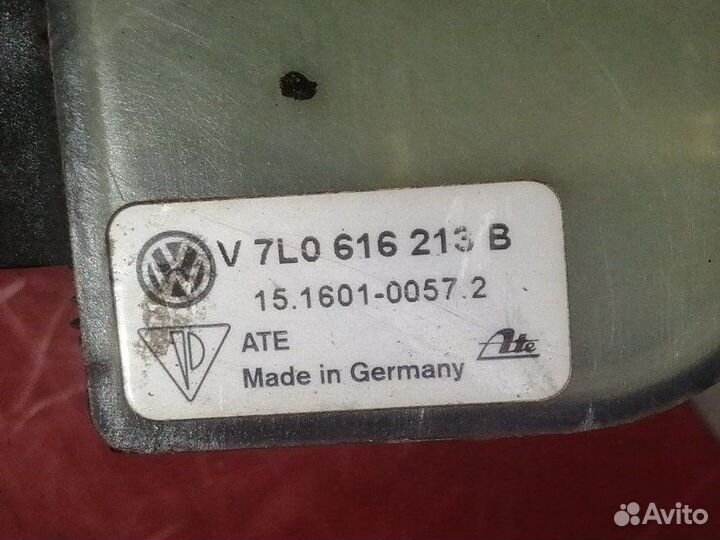 V 7L0 616 213 B
15.1601-0057.2
ATE
Ate
Made in Germany
Avito